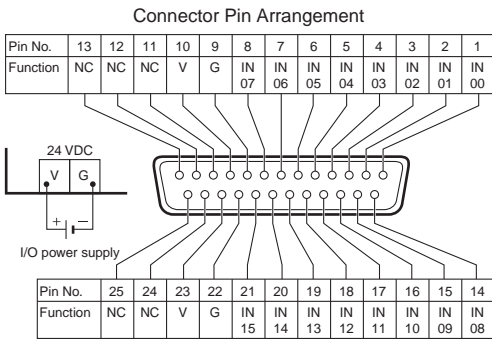 Connector Pin Arrangement
Pin No. 13 12 11 10 9 8 7 6 5 4 3 2 1
Function NC NC NC V G IN 07 IN 06 IN 05 IN 04 IN 03 IN 02 IN 01 IN 00
24 VDC
V G
+ −
I/O power supply
Pin No. 25 24 23 22 21 20 19 18 17 16 15 14
Function NC NC V G IN 15 IN 14 IN 13 IN 12 IN 11 IN 10 IN 09 IN 08